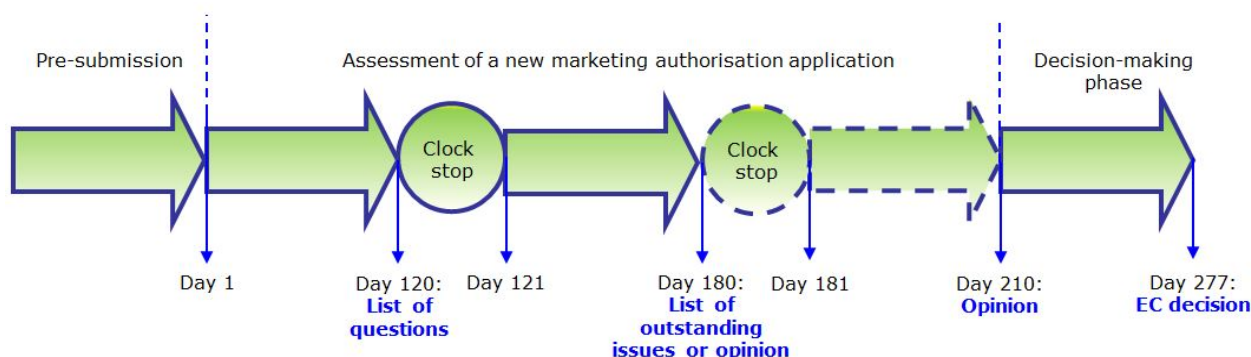 Pre-submission
Assessment of a new marketing authorisation application
Decision-making
phase
Clock
stop
Clock
stop
Day 1
Day 120:
List of
questions
Day 121
Day 180:
List of
outstanding
issues or opinion
Day 181
Day 210:
Opinion
Day 277:
EC decision